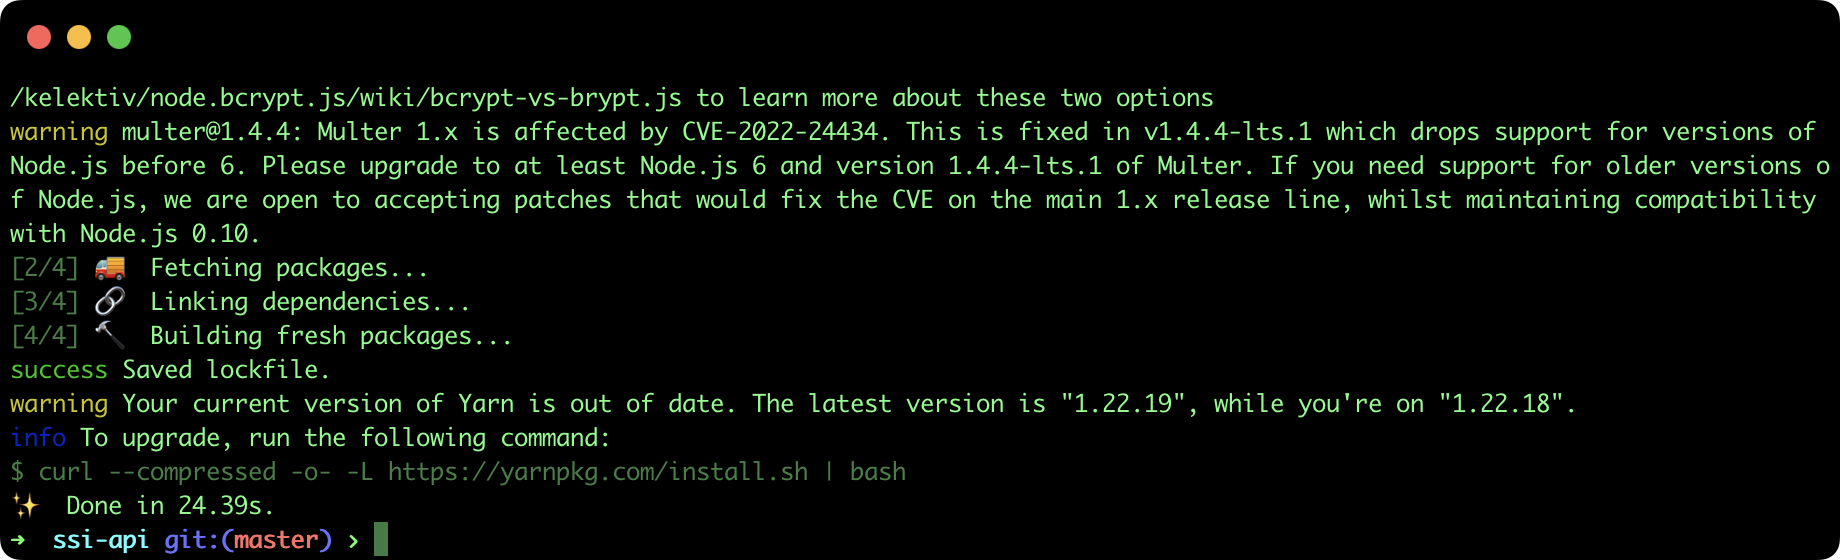 /kelektiv/node.bcrypt.js/wiki/bcrypt-vs-brypt.js to learn more about these two options
warning multer@1.4.4: Multer 1.x is affected by CVE-2022-24434. This is fixed in v1.4.4-lts.1 which drops support for versions of
Node.js before 6. Please upgrade to at least Node.js 6 and version 1.4.4-lts.1 of Multer. If you need support for older versions o
f Node.js, we are open to accepting patches that would fix the CVE on the main 1.x release line, whilst maintaining compatibility
with Node.js 0.10.
[2/4] 🚚  Fetching packages...
[3/4] 🔗  Linking dependencies...
[4/4] 🔨  Building fresh packages...
success Saved lockfile.
warning Your current version of Yarn is out of date. The latest version is "1.22.19", while you're on "1.22.18".
info To upgrade, run the following command:
$ curl --compressed -o- -L https://yarnpkg.com/install.sh | bash
✨  Done in 24.39s.
➜  ssi-api git:(master) ›